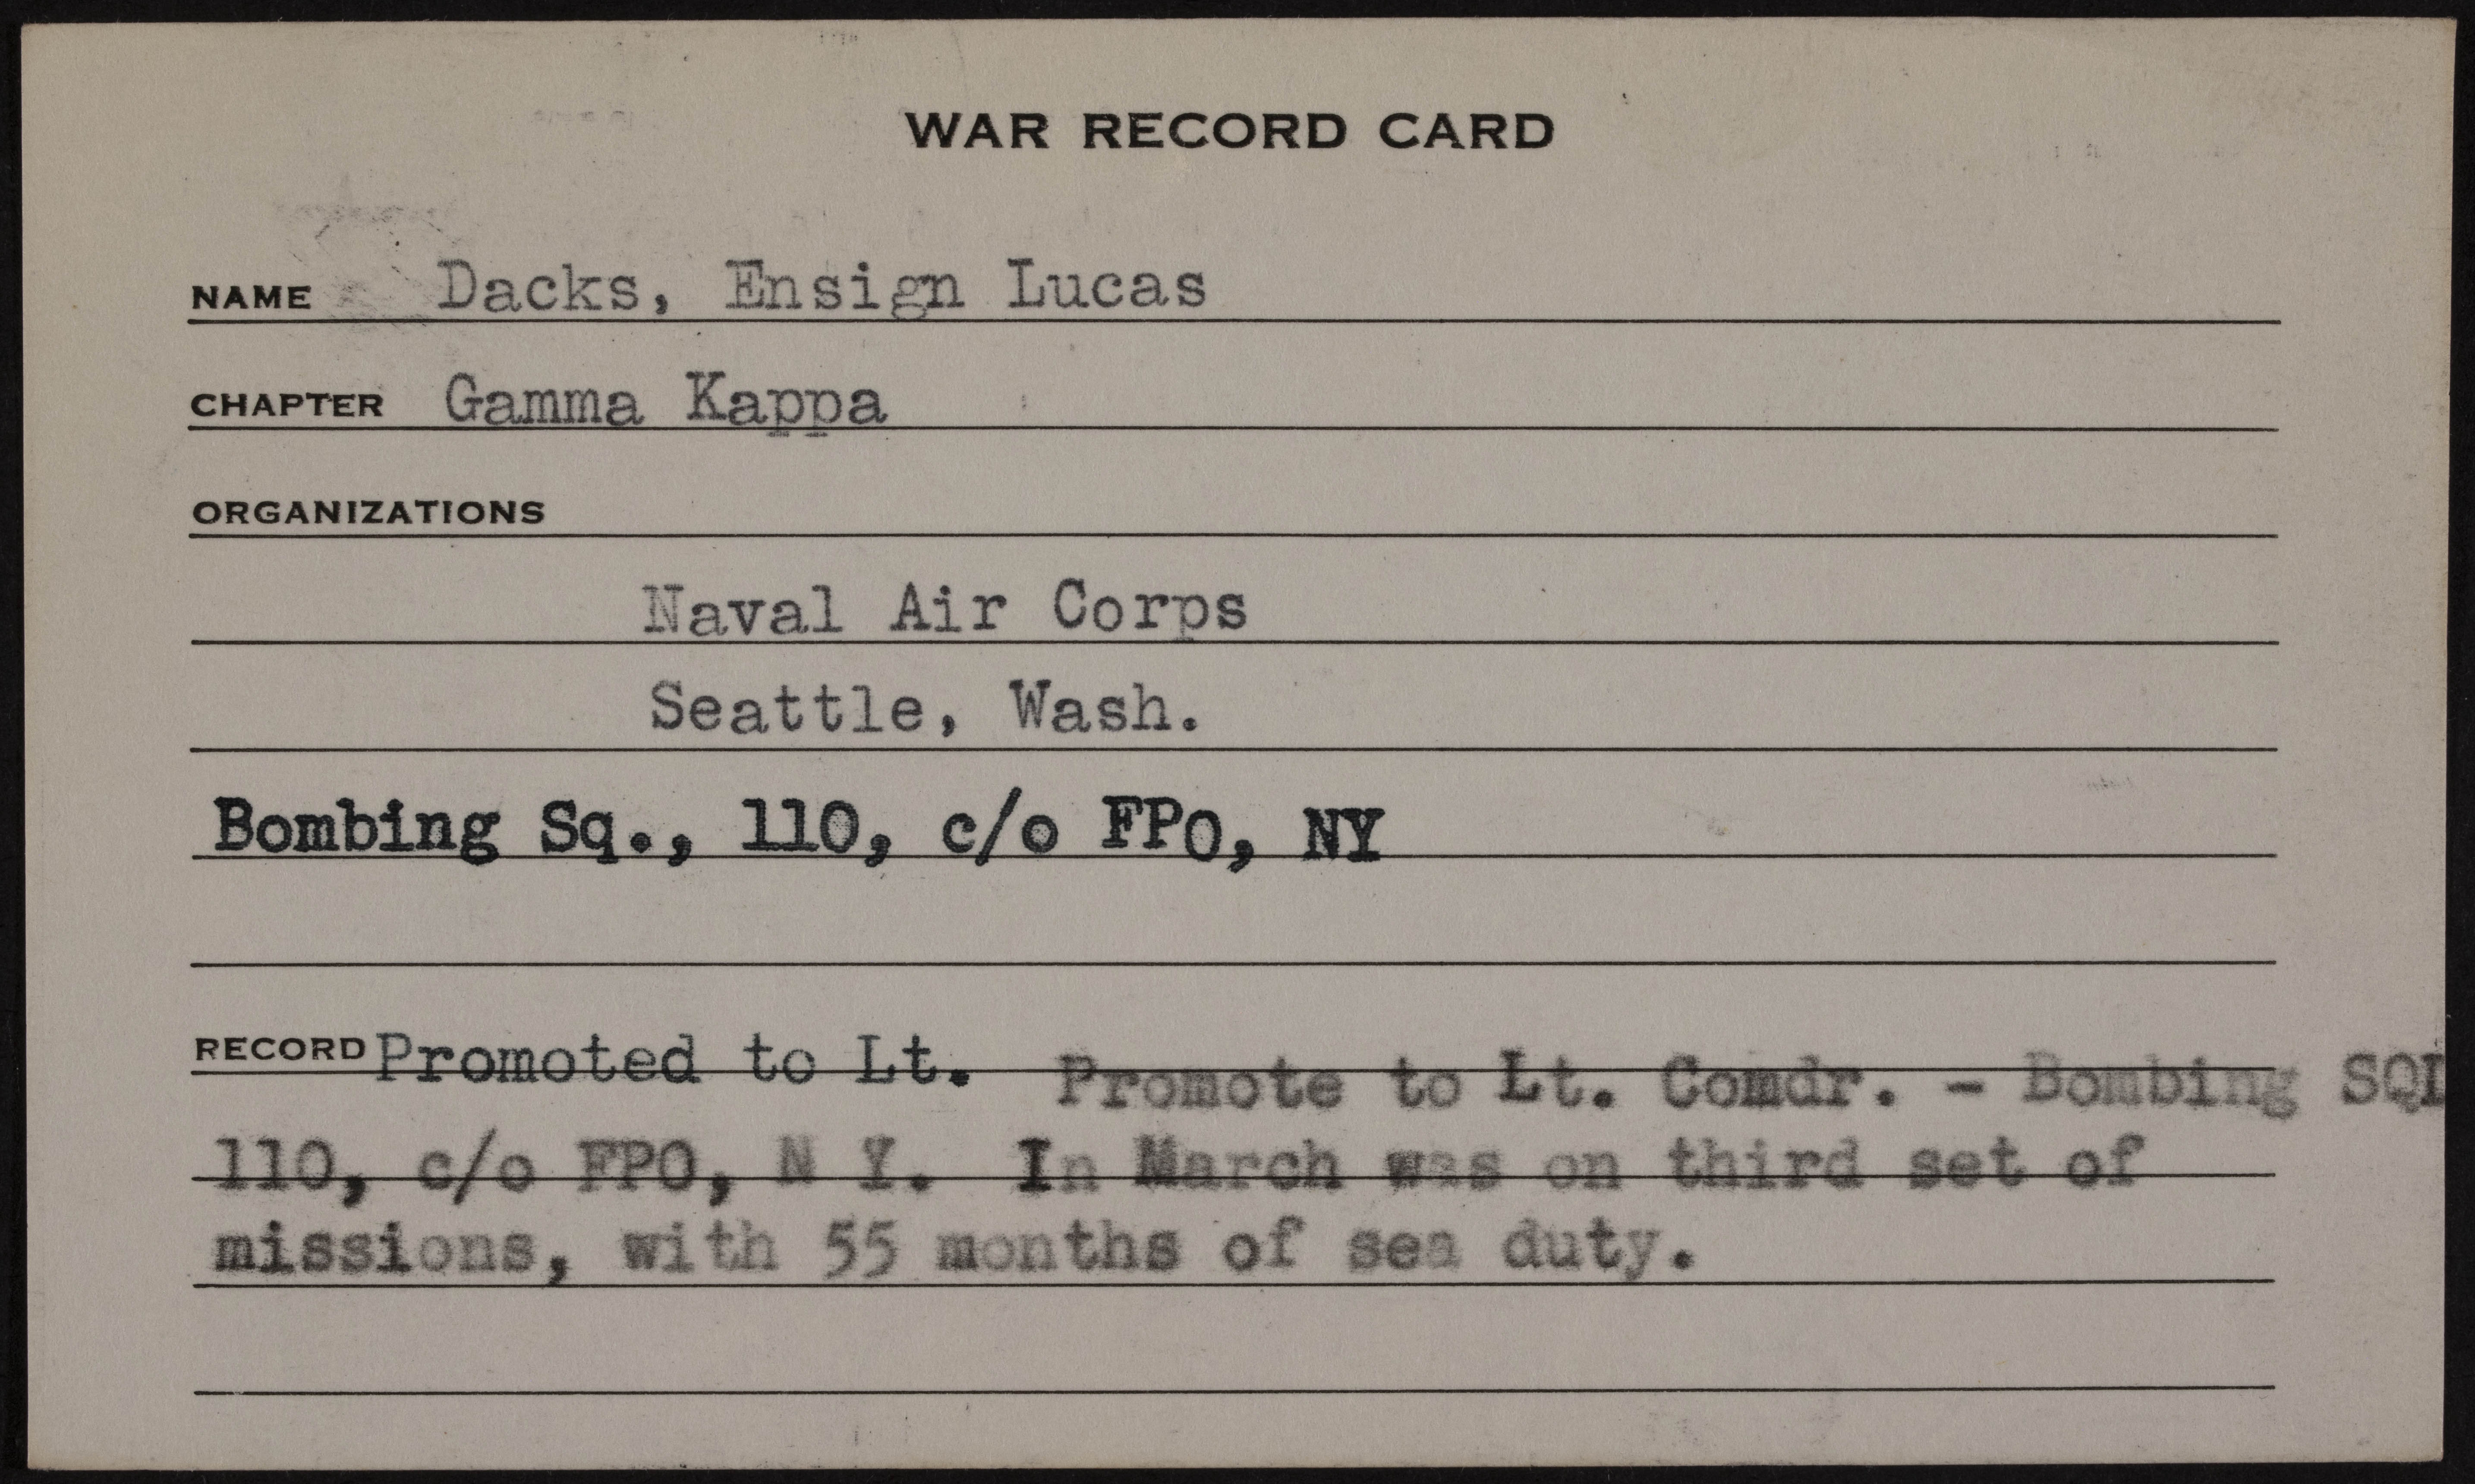 WAR RECORD CARD
NAME Dacks, Ensign Lucas
CHAPTER Gamma Kappa
ORGANIZATIONS
Naval Air Corps
Seattle, Wash.
Bombing Sq., 110, c/o FPO, NY
RECORD Promoted to Lt. Promote to Lt. Comdr. - Bombing
110, c/o FPO, N Y. In March was on third set of
missions, with 55 months of sea duty.